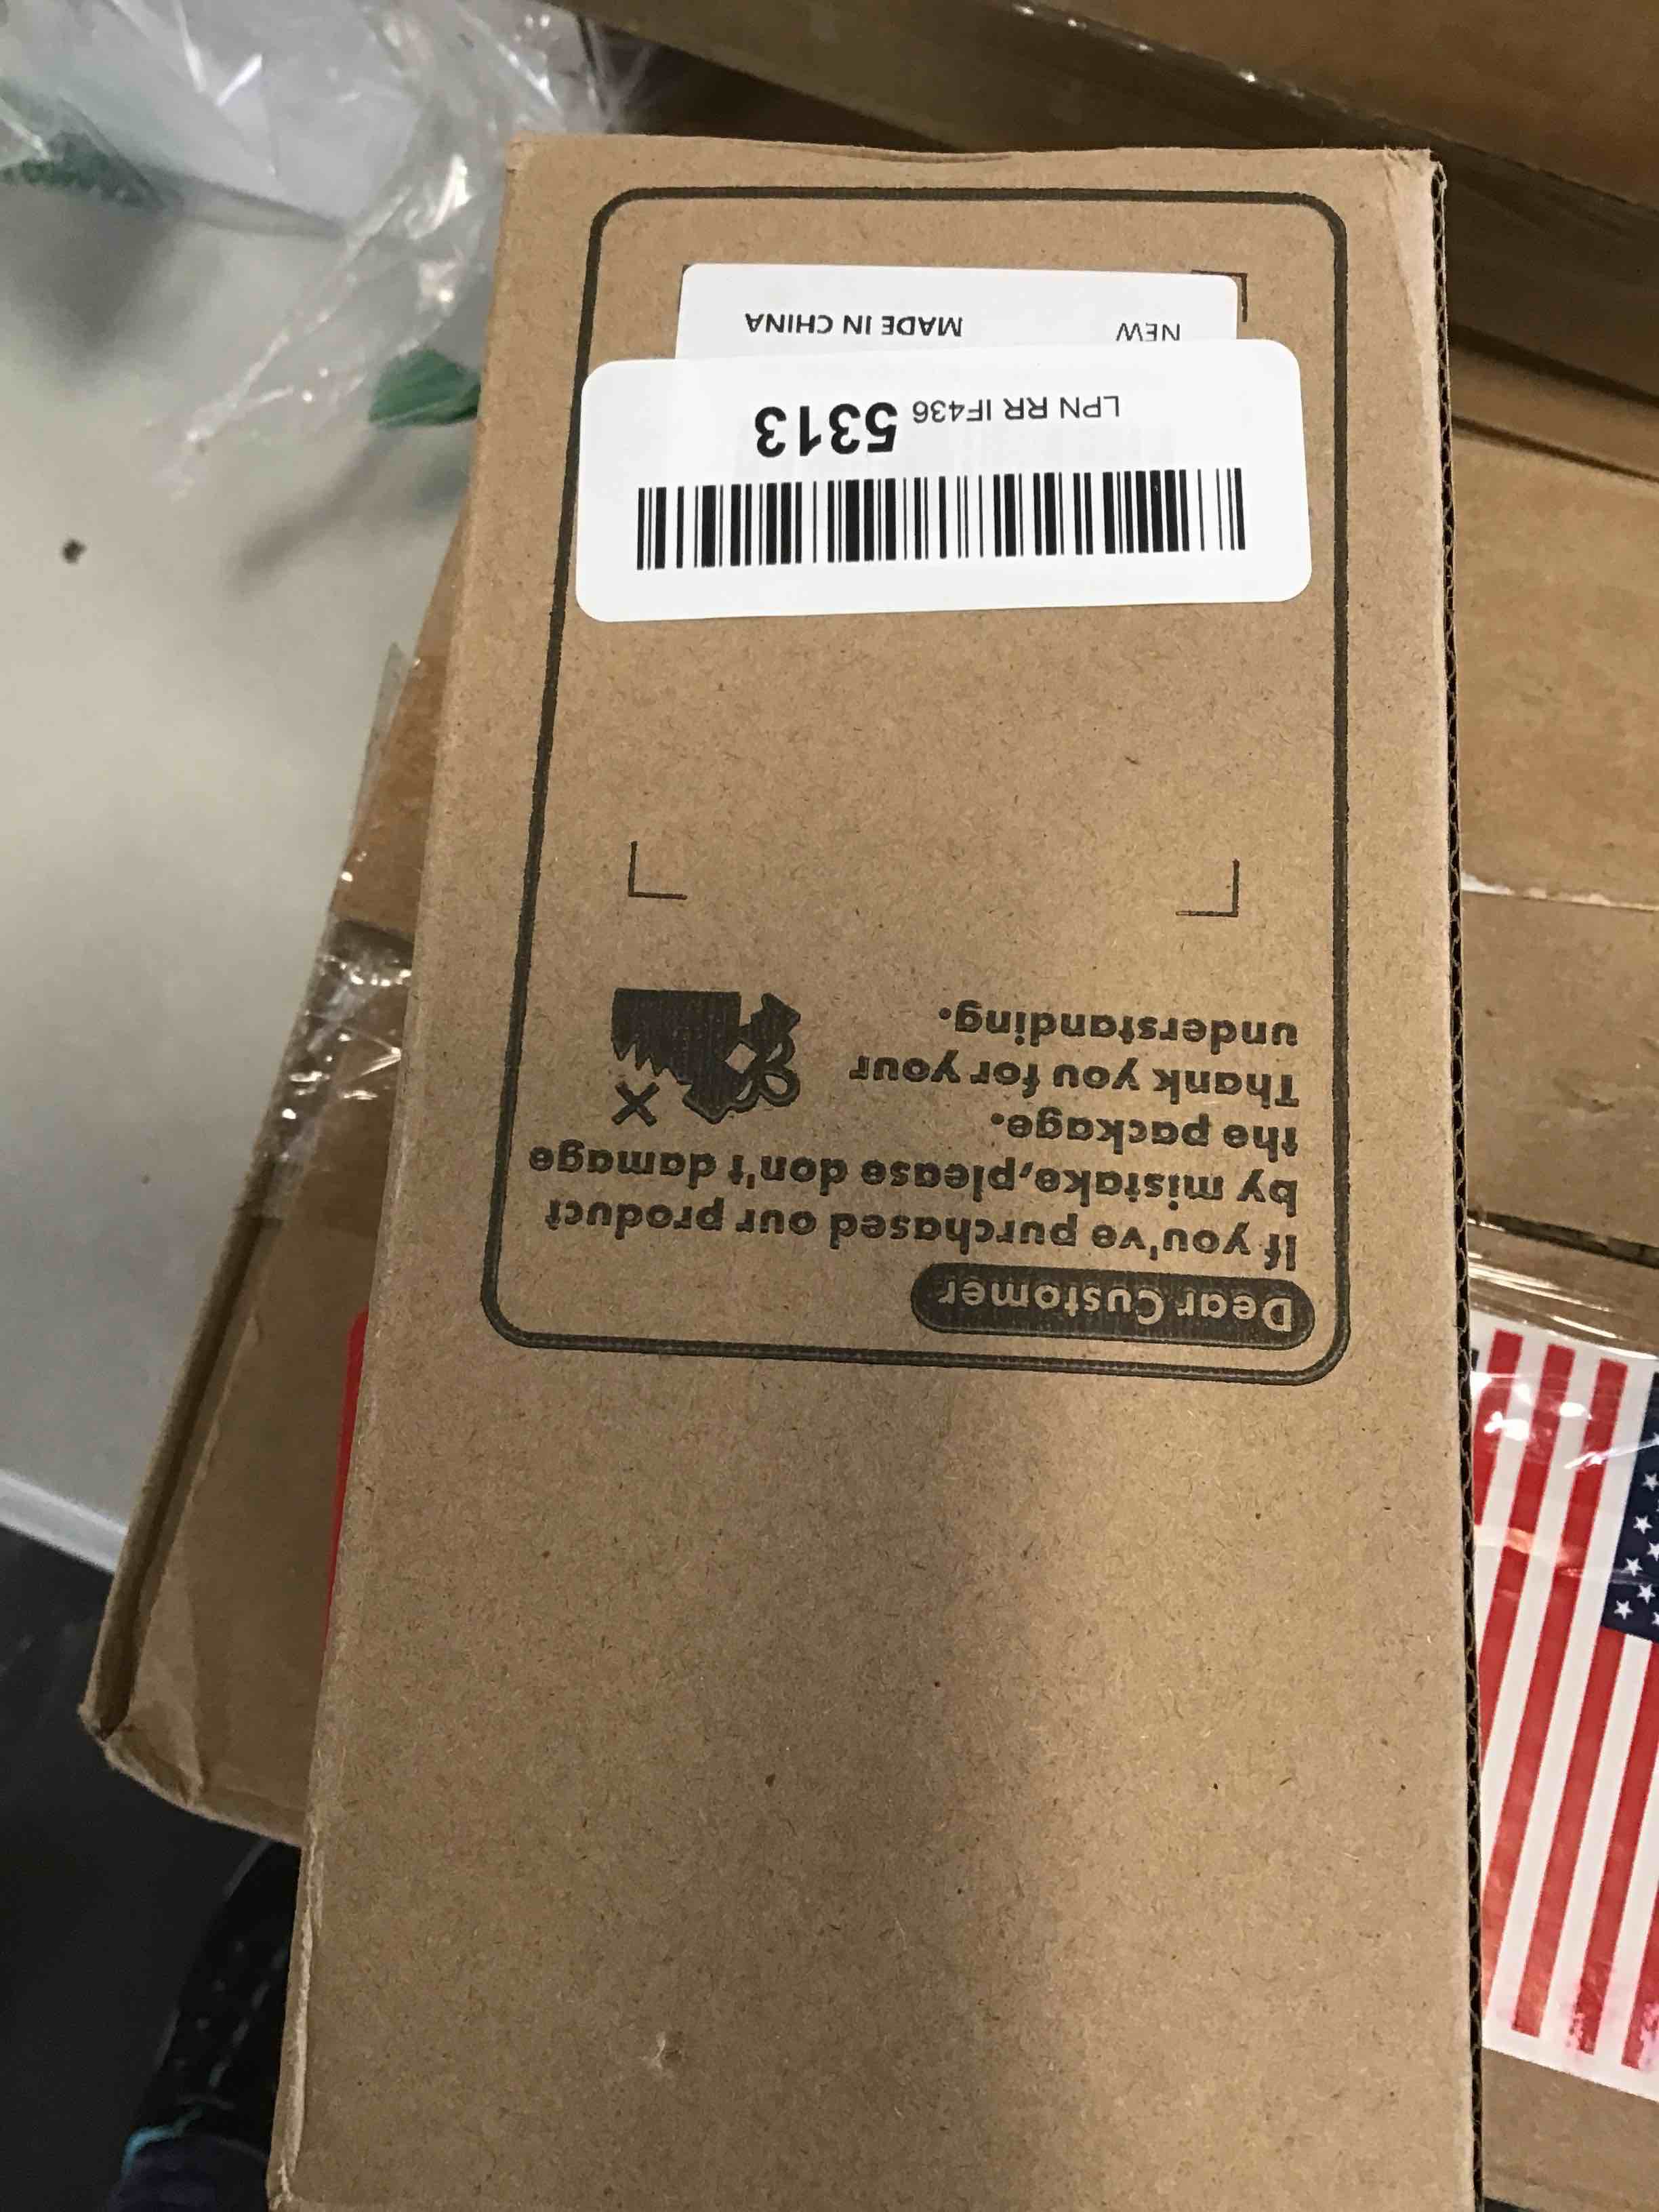 Dear Customer
If you've purchased our product
by mistake,please don't damage
the package.
Thank you for your
understanding.
LPN RR IF436 5313
NEW MADE IN CHINA